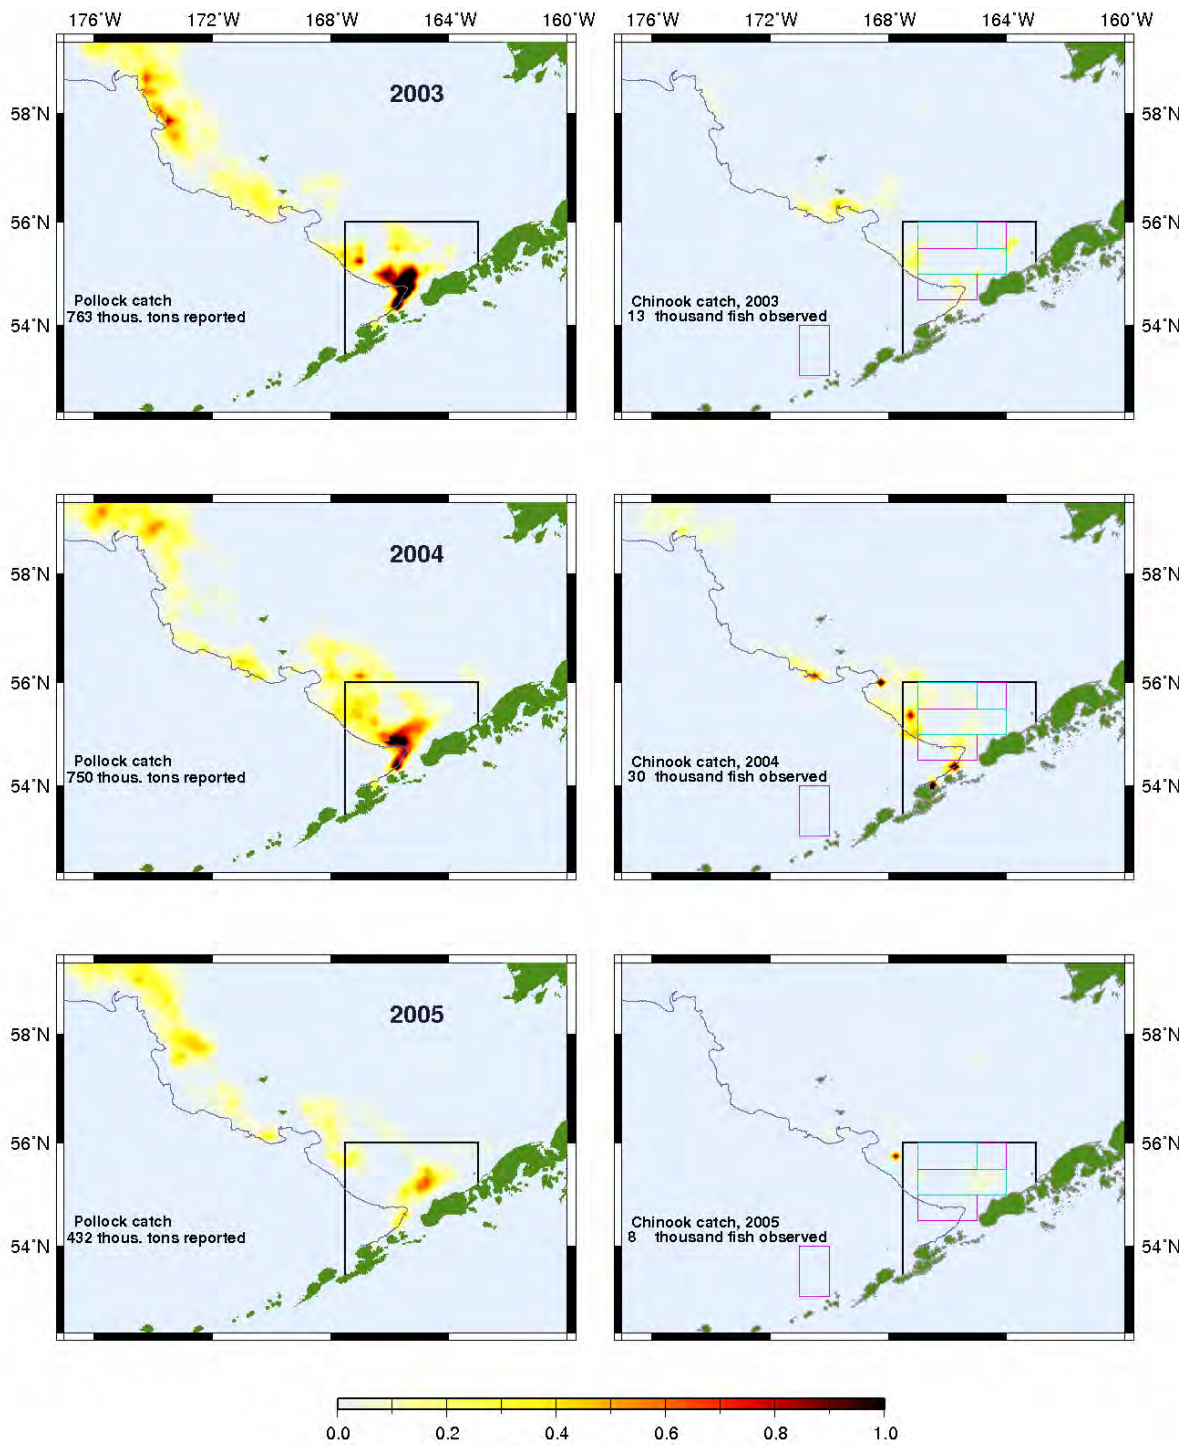 176˚W 172˚W 168˚W 164˚W 176˚W 172˚W 168˚W 164˚W 160˚W
58˚N 2003 58˚N
56˚N 56˚N
Pollock catch
763 thous. tons reported
Chinook catch, 2003
13 thousand fish observed
54˚N 54˚N
58˚N 2004 58˚N
56˚N 56˚N
Pollock catch
750 thous. tons reported
Chinook catch, 2004
30 thousand fish observed
54˚N 54˚N
58˚N 2005 58˚N
56˚N 56˚N
Pollock catch
432 thous. tons reported
Chinook catch, 2005
8 thousand fish observed
54˚N 54˚N
0.0 0.2 0.4 0.6 0.8 1.0